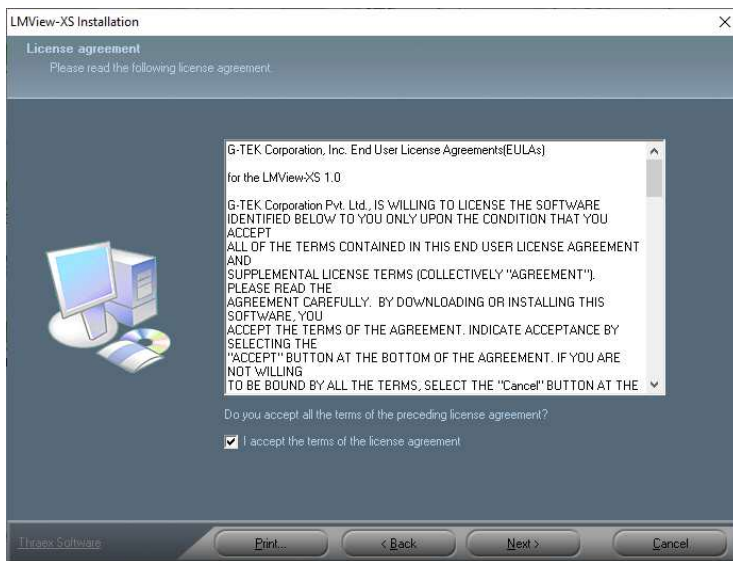 LMView-XS Installation
License agreement
Please read the following license agreement.
G-TEK Corporation, Inc. End User License Agreements(EULAs)
for the LMView-XS 1.0
G-TEK Corporation Pvt. Ltd., IS WILLING TO LICENSE THE SOFTWARE
IDENTIFIED BELOW TO YOU ONLY UPON THE CONDITION THAT YOU
ACCEPT
ALL OF THE TERMS CONTAINED IN THIS END USER LICENSE AGREEMENT
AND
SUPPLEMENTAL LICENSE TERMS (COLLECTIVELY "AGREEMENT").
PLEASE READ THE
AGREEMENT CAREFULLY. BY DOWNLOADING OR INSTALLING THIS
SOFTWARE, YOU
ACCEPT THE TERMS OF THE AGREEMENT. INDICATE ACCEPTANCE BY
SELECTING THE
"ACCEPT" BUTTON AT THE BOTTOM OF THE AGREEMENT. IF YOU ARE
NOT WILLING
TO BE BOUND BY ALL THE TERMS, SELECT THE "Cancel" BUTTON AT THE
Do you accept all the terms of the preceding license agreement?
I accept the terms of the license agreement
Thraex Software
Print...
< Back
Next >
Cancel